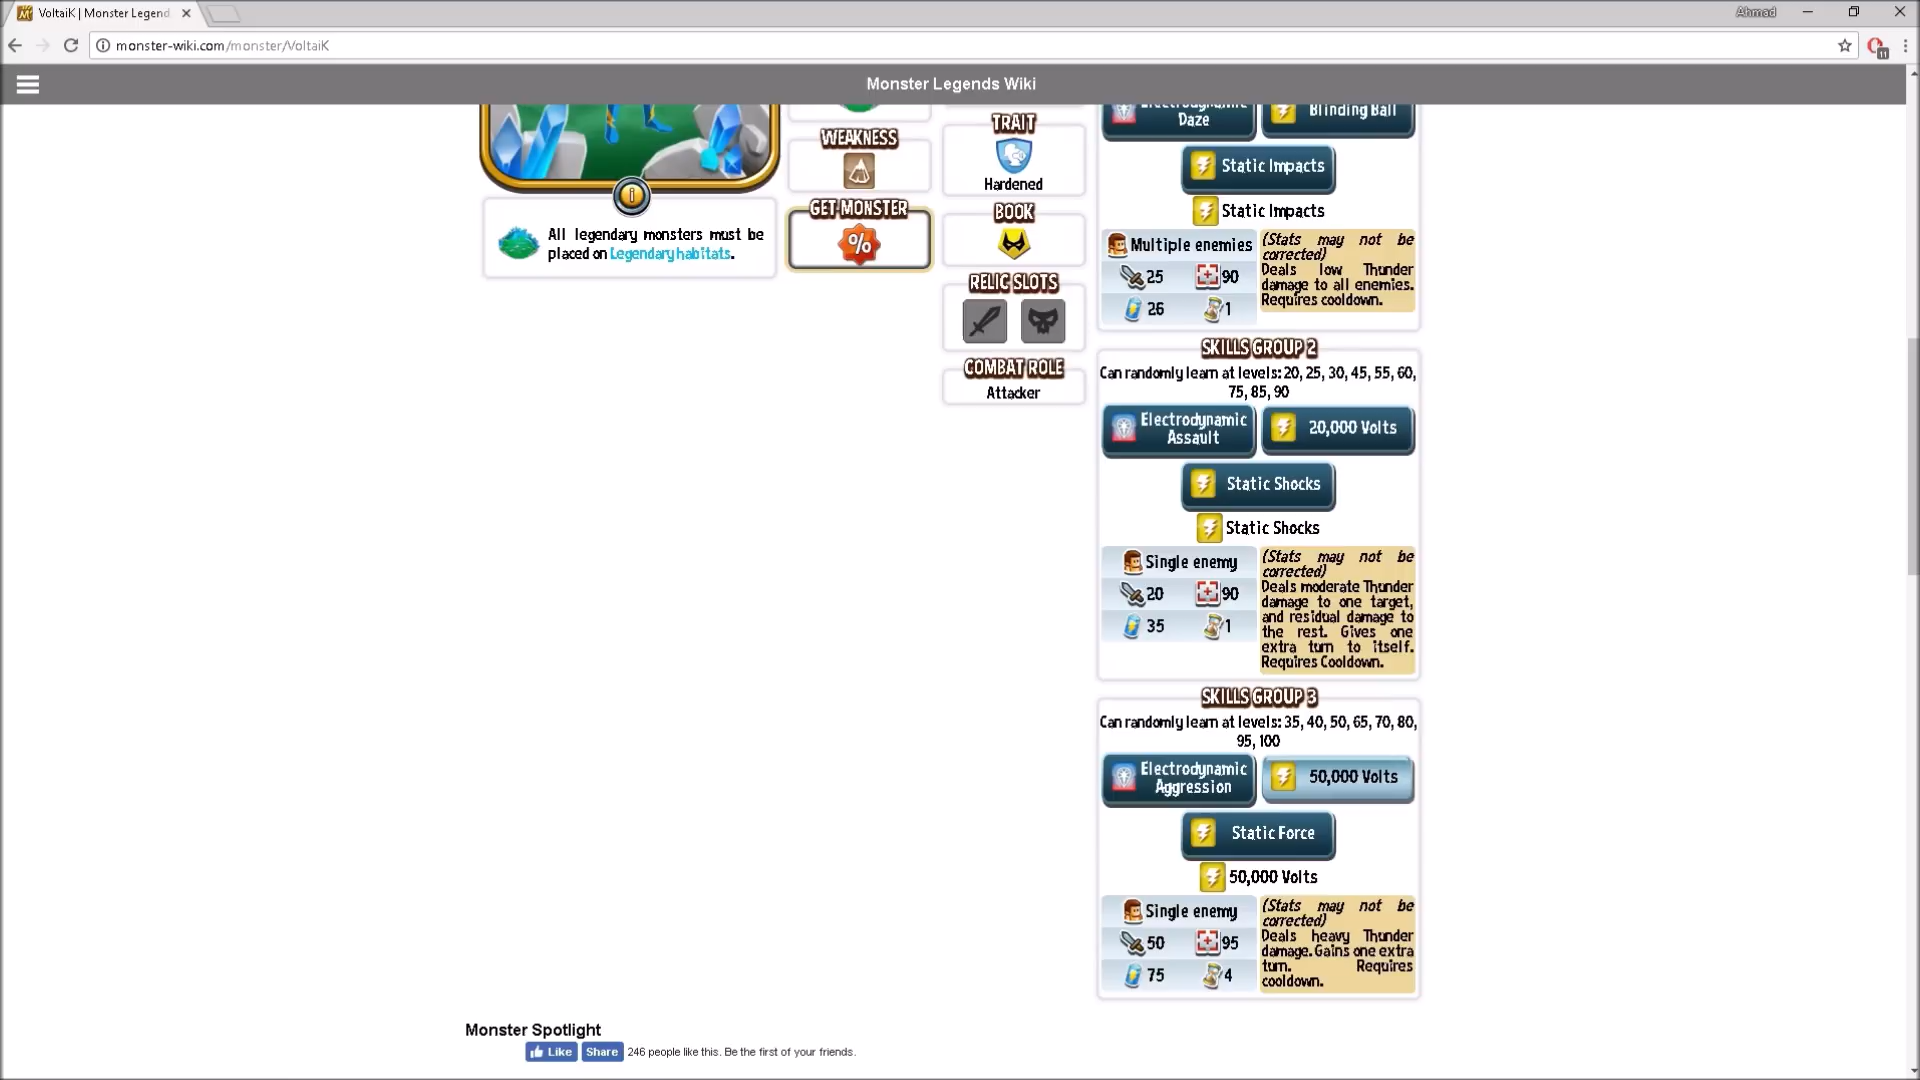 VoltaiK | Monster Legend
Ahmad
monster-wiki.com/monster/VoltaiK
11
Monster Legends Wiki
All legendary monsters must be
placed on Legendary habitats.
WEAKNESS
GET MONSTER
TRAIT
Hardened
BOOK
RELIC SLOTS
COMBAT ROLE
Attacker
Electrodynamic
Daze
Blinding Ball
Static Impacts
Static Impacts
Multiple enemies
25 90
26 1
(Stats may not be
corrected)
Deals low Thunder
damage to all enemies.
Requires cooldown.
SKILLS GROUP 2
Can randomly learn at levels: 20, 25, 30, 45, 55, 60,
75, 85, 90
Electrodynamic
Assault
20,000 Volts
Static Shocks
Static Shocks
Single enemy
20 90
35 1
(Stats may not be
corrected)
Deals moderate Thunder
damage to one target,
and residual damage to
the rest. Gives one
extra turn to itself.
Requires Cooldown.
SKILLS GROUP 3
Can randomly learn at levels: 35, 40, 50, 65, 70, 80,
95, 100
Electrodynamic
Aggression
50,000 Volts
Static Force
50,000 Volts
Single enemy
50 95
75 4
(Stats may not be
corrected)
Deals heavy Thunder
damage. Gains one extra
turn. Requires
cooldown.
Monster Spotlight
Like Share 246 people like this. Be the first of your friends.